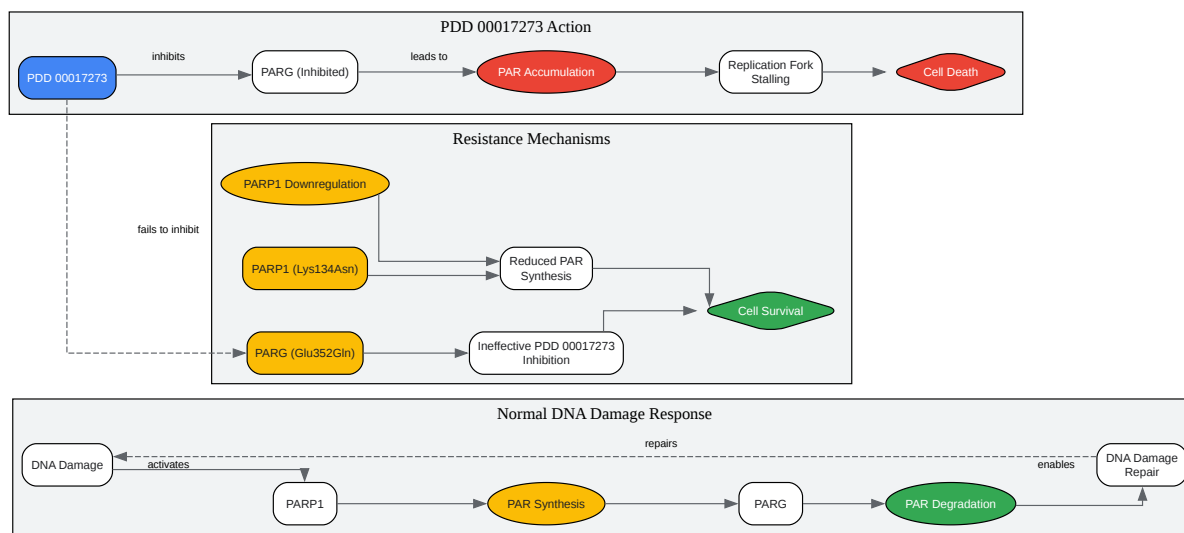 PDD 00017273 Action
PDD 00017273
inhibits
PARG (Inhibited)
leads to
PAR Accumulation
Replication Fork
Stalling
Cell Death
Resistance Mechanisms
PARP1 Downregulation
fails to inhibit
PARP1 (Lys134Asn)
Reduced PAR
Synthesis
Cell Survival
PARG (Glu352Gln)
Ineffective PDD 00017273
Inhibition
Normal DNA Damage Response
DNA Damage
activates
PARP1
PAR Synthesis
PARG
PAR Degradation
enables
DNA Damage
Repair
repairs